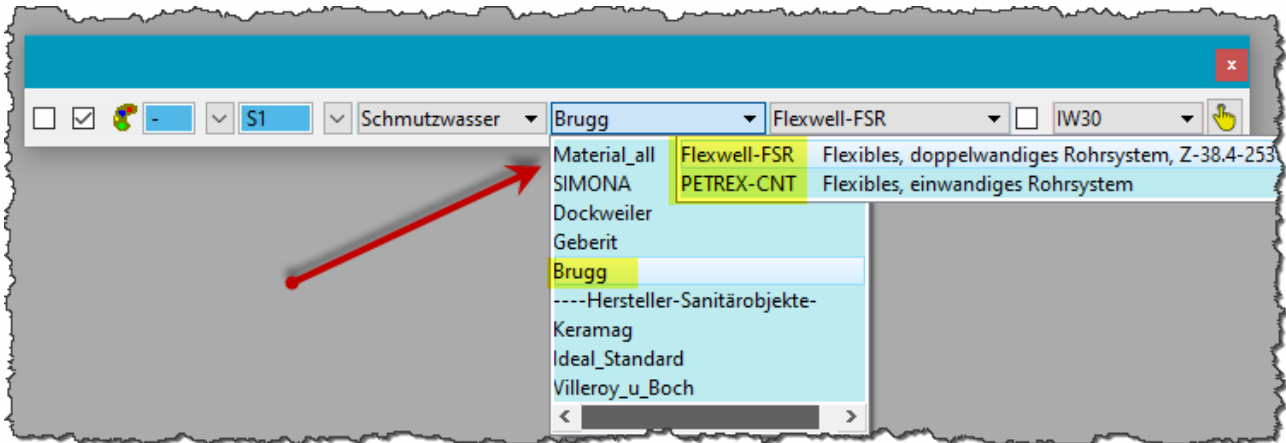 x
- S1 Schmutzwasser Brugg Flexwell-FSR IW30
Material_all Flexwell-FSR Flexibles, doppelwandiges Rohrsystem, Z-38.4-253
SIMONA PETREX-CNT Flexibles, einwandiges Rohrsystem
Dockweiler
Geberit
Brugg
----Hersteller-Sanitärobjekte-
Keramag
Ideal_Standard
Villeroy_u_Boch